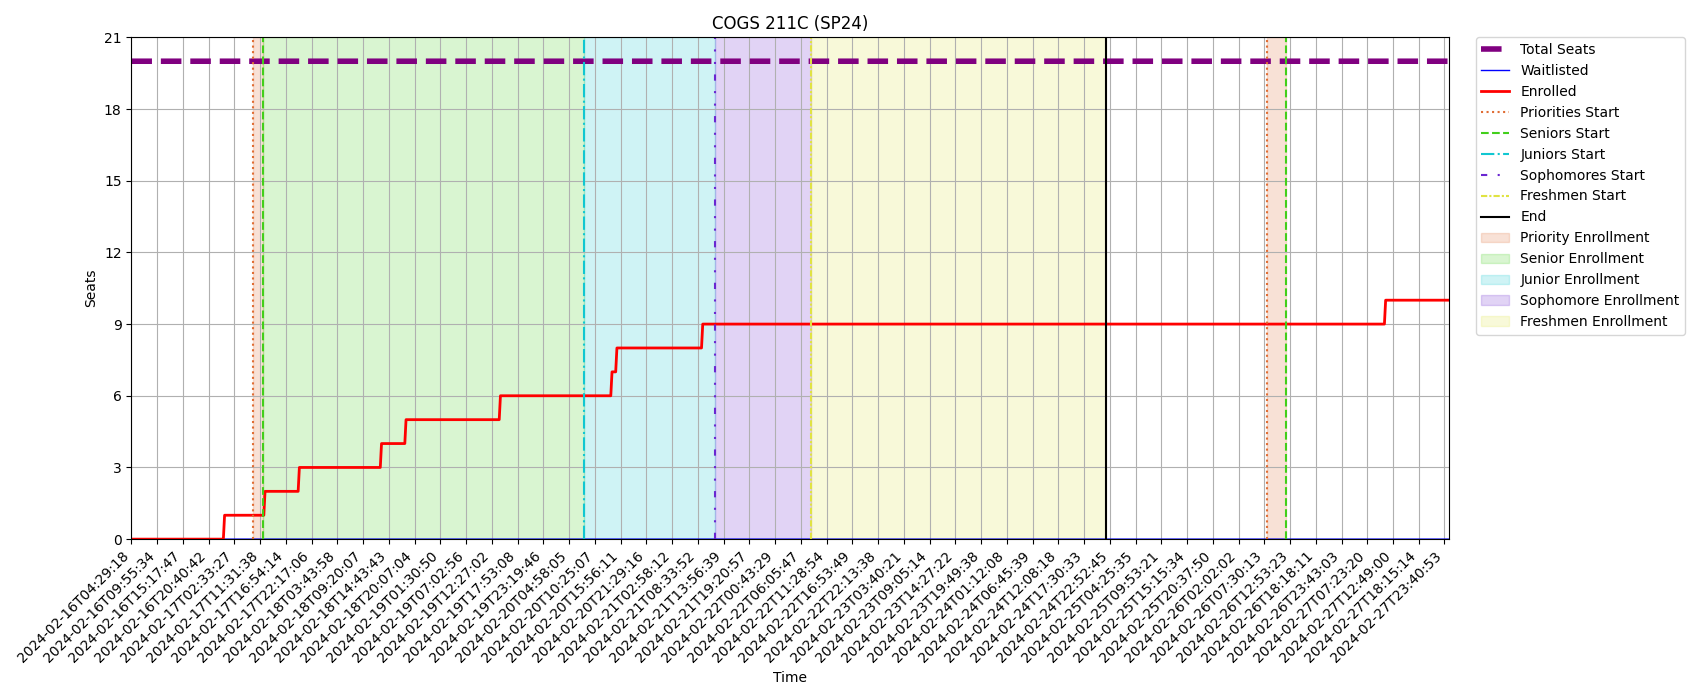 COGS 211C (SP24)
21
18
15
12
9
6
3
0
Seats
2024-02-16T04:29:18
2024-02-16T09:55:34
2024-02-16T15:17:47
2024-02-16T20:40:42
2024-02-17T02:33:27
2024-02-17T11:31:38
2024-02-17T16:54:14
2024-02-17T22:17:06
2024-02-18T03:43:58
2024-02-18T09:20:07
2024-02-18T14:43:43
2024-02-18T20:07:04
2024-02-19T01:30:50
2024-02-19T07:02:56
2024-02-19T12:27:02
2024-02-19T17:53:08
2024-02-19T23:19:46
2024-02-20T04:58:05
2024-02-20T10:25:07
2024-02-20T15:56:11
2024-02-20T21:29:16
2024-02-21T02:58:12
2024-02-21T08:33:52
2024-02-21T13:56:39
2024-02-21T19:20:57
2024-02-22T00:43:29
2024-02-22T06:05:47
2024-02-22T11:28:54
2024-02-22T16:53:49
2024-02-22T22:13:38
2024-02-23T03:40:21
2024-02-23T09:05:14
2024-02-23T14:27:22
2024-02-23T19:49:38
2024-02-24T01:12:08
2024-02-24T06:45:39
2024-02-24T12:08:18
2024-02-24T17:30:33
2024-02-24T22:52:45
2024-02-25T04:25:35
2024-02-25T09:53:21
2024-02-25T15:15:34
2024-02-25T20:37:50
2024-02-26T02:02:02
2024-02-26T07:30:13
2024-02-26T12:53:23
2024-02-26T18:18:11
2024-02-26T23:43:03
2024-02-27T07:23:20
2024-02-27T12:49:00
2024-02-27T18:15:14
2024-02-27T23:40:53
Time
Total Seats
Waitlisted
Enrolled
Priorities Start
Seniors Start
Juniors Start
Sophomores Start
Freshmen Start
End
Priority Enrollment
Senior Enrollment
Junior Enrollment
Sophomore Enrollment
Freshmen Enrollment